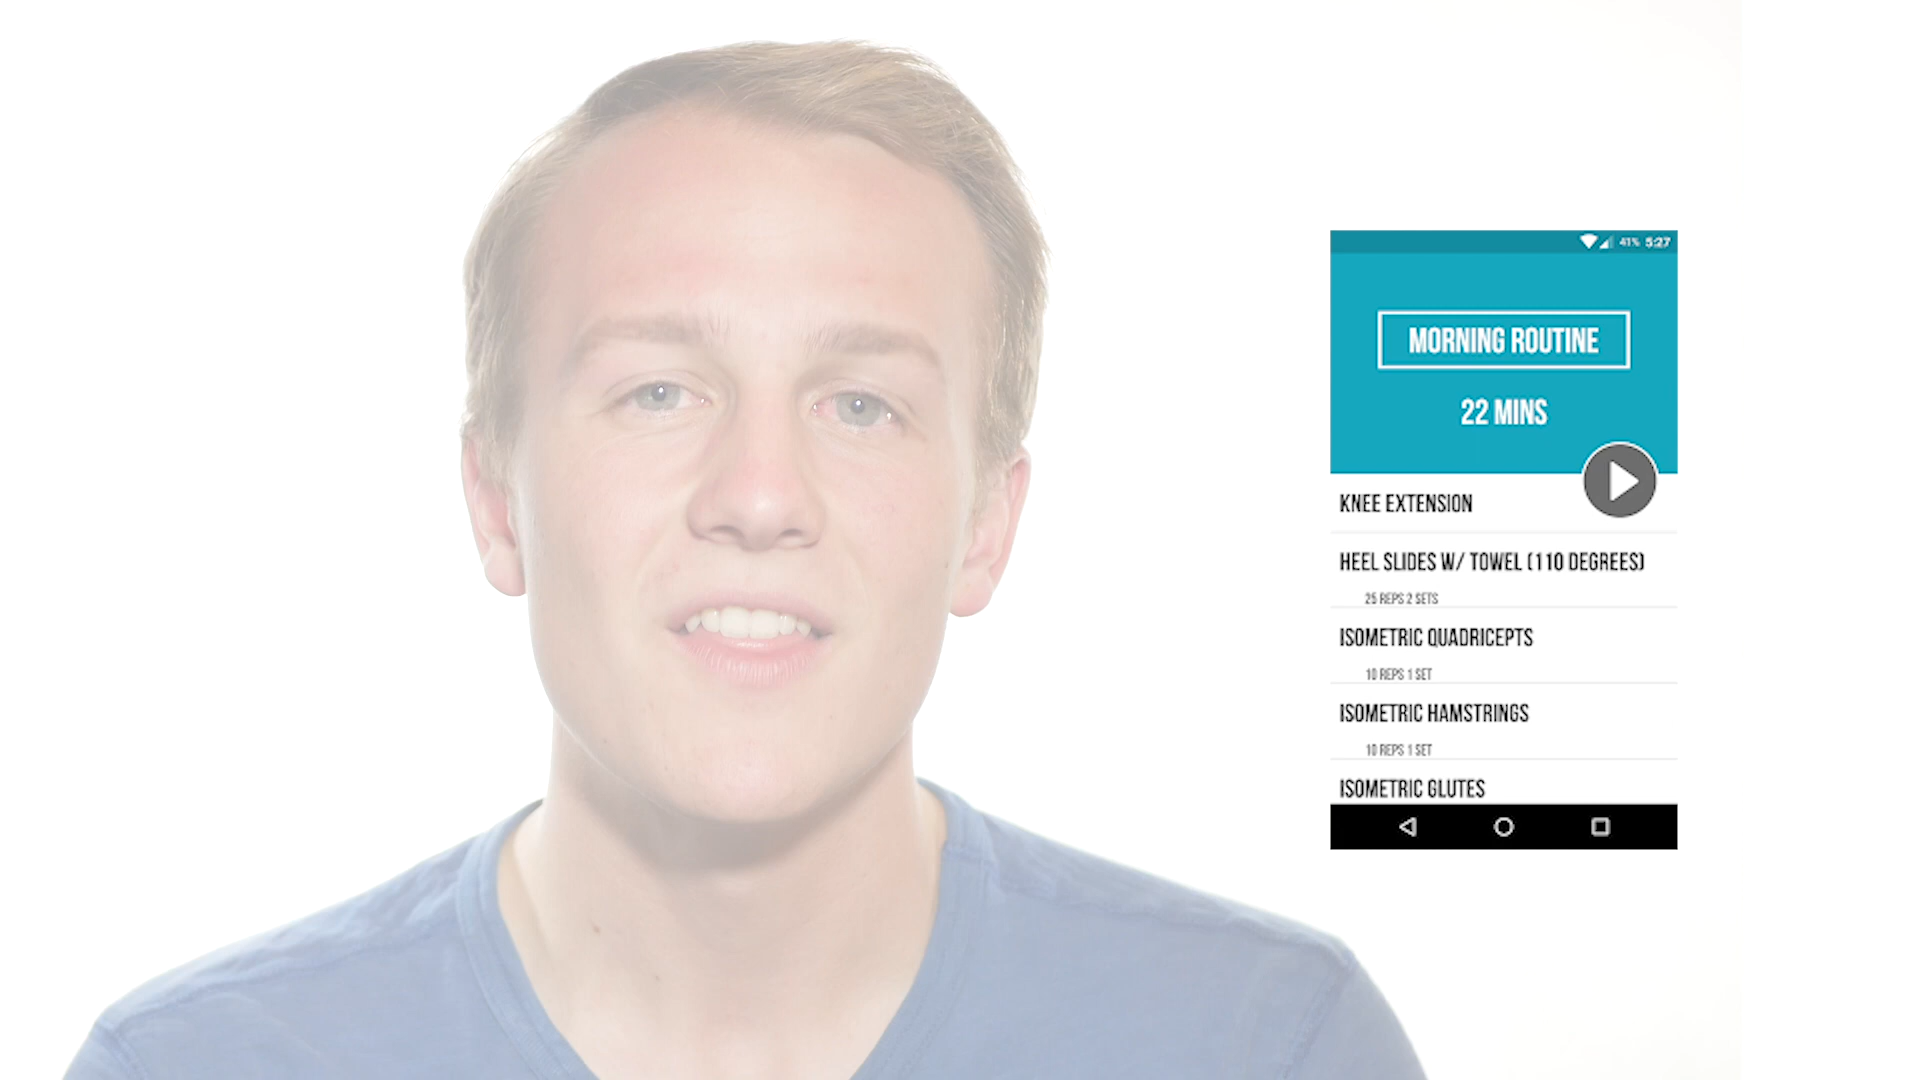 41% 5:27
MORNING ROUTINE
22 MINS
KNEE EXTENSION
HEEL SLIDES W/ TOWEL (110 DEGREES)
25 REPS 2 SETS
ISOMETRIC QUADRICEPTS
10 REPS 1 SET
ISOMETRIC HAMSTRINGS
10 REPS 1 SET
ISOMETRIC GLUTES